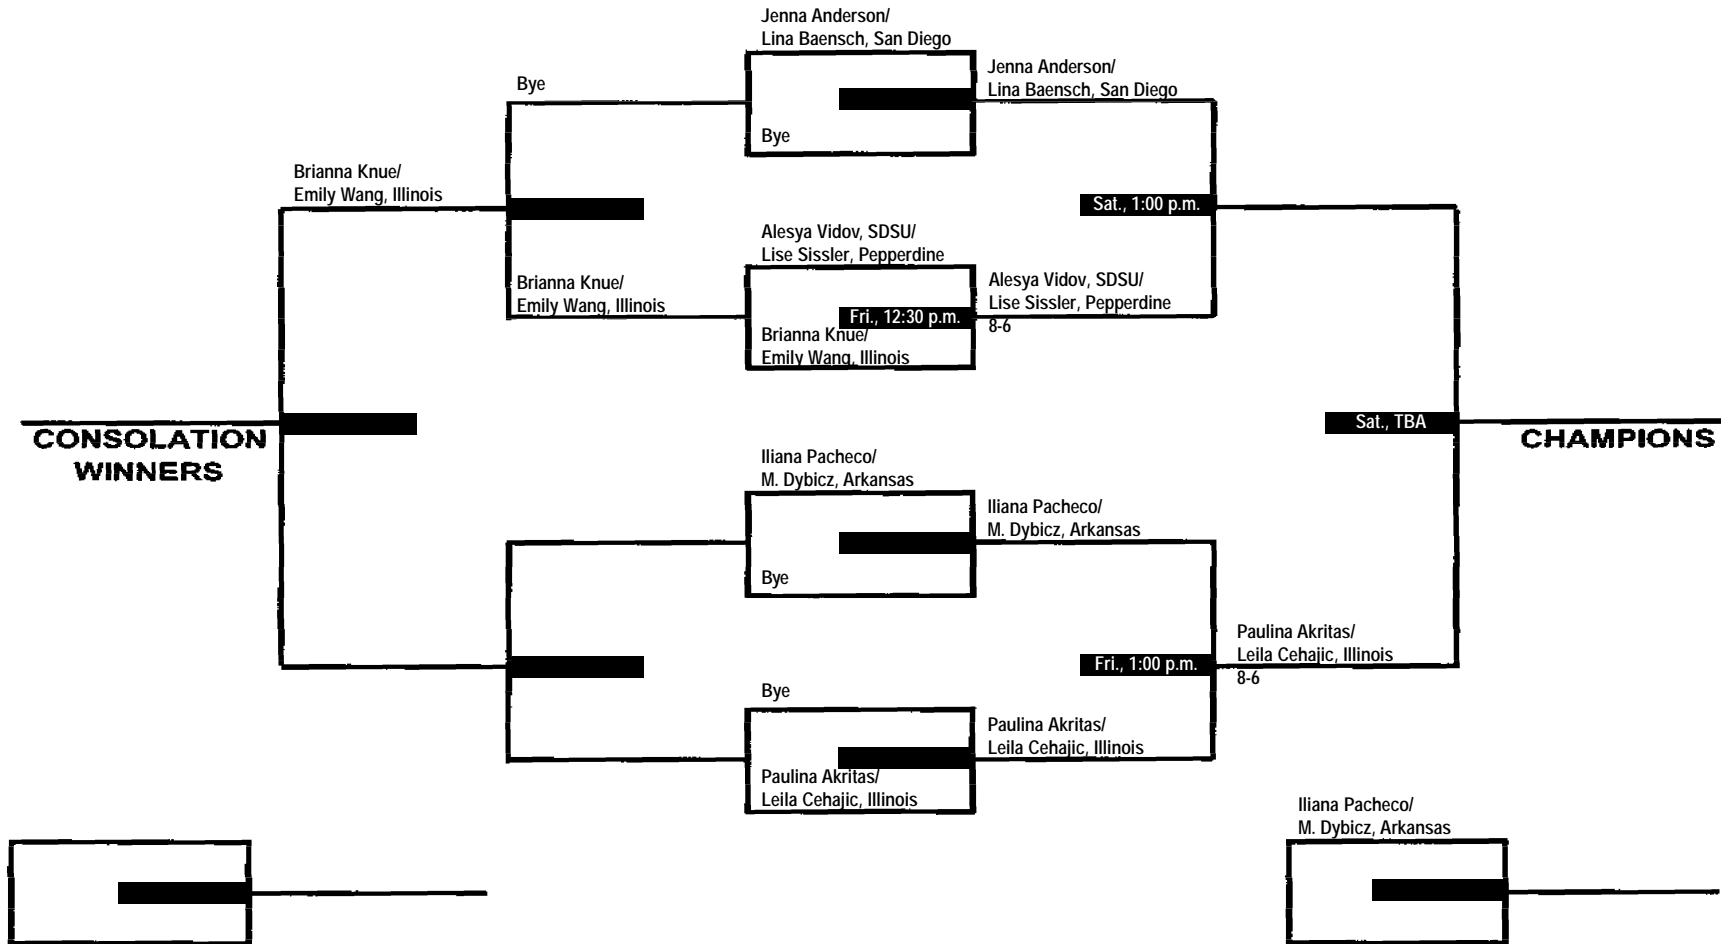 Jenna Anderson/
Lina Baensch, San Diego
Jenna Anderson/
Lina Baensch, San Diego
Bye
Bye
Brianna Knue/
Emily Wang, Illinois
Sat., 1:00 p.m.
Alesya Vidov, SDSU/
Lise Sissler, Pepperdine
Brianna Knue/
Emily Wang, Illinois
Alesya Vidov, SDSU/
Lise Sissler, Pepperdine
8-6
Fri., 12:30 p.m.
Brianna Knue/
Emily Wang, Illinois
CONSOLATION
WINNERS
Sat., TBA
CHAMPIONS
Iliana Pacheco/
M. Dybicz, Arkansas
Iliana Pacheco/
M. Dybicz, Arkansas
Bye
Fri., 1:00 p.m.
Paulina Akritas/
Leila Cehajic, Illinois
8-6
Bye
Paulina Akritas/
Leila Cehajic, Illinois
Paulina Akritas/
Leila Cehajic, Illinois
Iliana Pacheco/
M. Dybicz, Arkansas